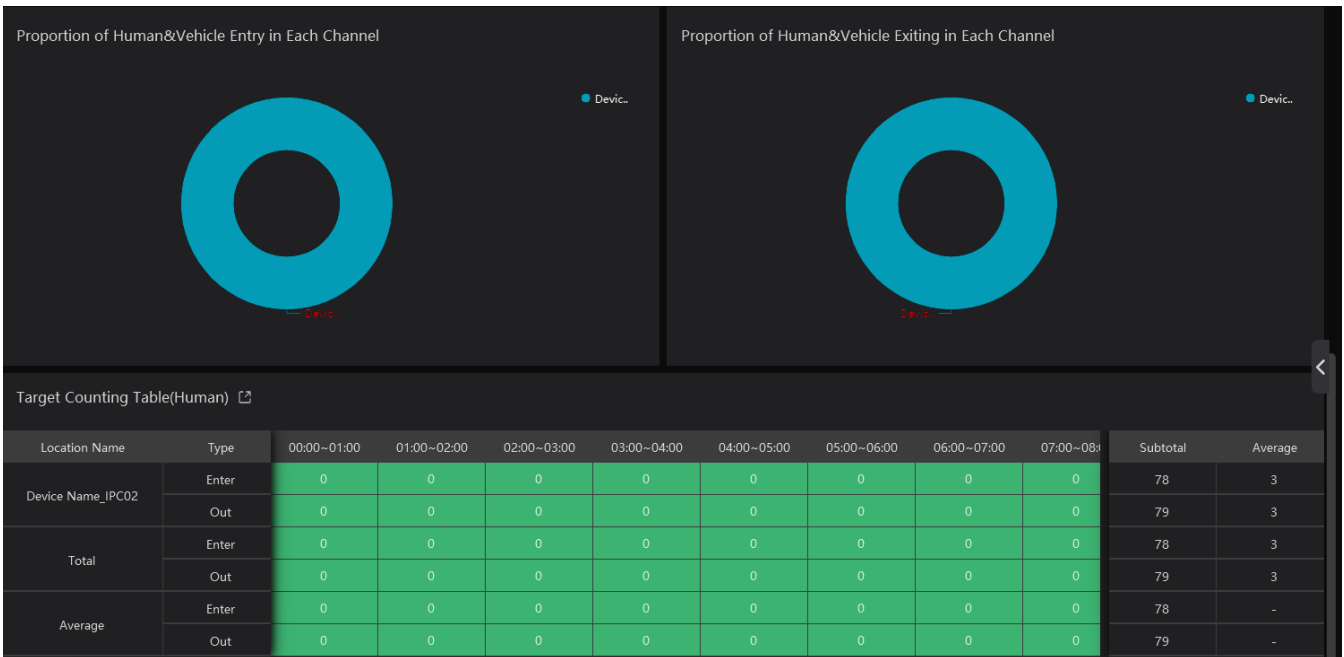 Proportion of Human&Vehicle Entry in Each Channel
Devic..
Devic..
Proportion of Human&Vehicle Exiting in Each Channel
Devic..
Devic..
Target Counting Table(Human)
Location Name Type 00:00~01:00 01:00~02:00 02:00~03:00 03:00~04:00 04:00~05:00 05:00~06:00 06:00~07:00 07:00~08: Subtotal Average
Device Name_IPC02
Enter 0 0 0 0 0 0 0 0 78 3
Out 0 0 0 0 0 0 0 0 79 3
Total
Enter 0 0 0 0 0 0 0 0 78 3
Out 0 0 0 0 0 0 0 0 79 3
Average
Enter 0 0 0 0 0 0 0 0 78 -
Out 0 0 0 0 0 0 0 0 79 -